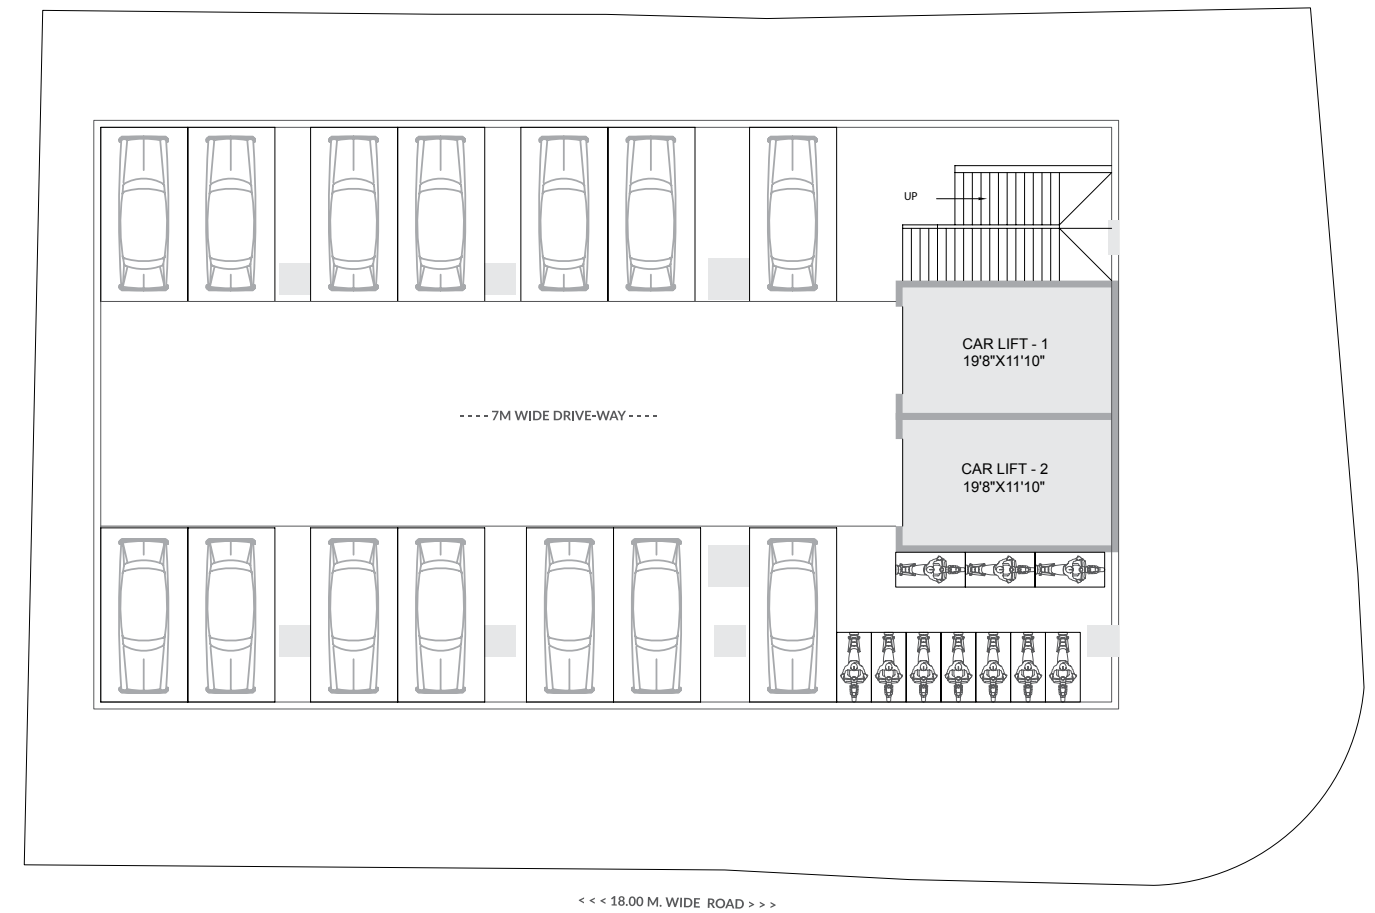 UP
CAR LIFT - 1
19'8"X11'10"
----7M WIDE DRIVE-WAY----
CAR LIFT - 2
19'8"X11'10"
< < < 18.00 M. WIDE ROAD > > >